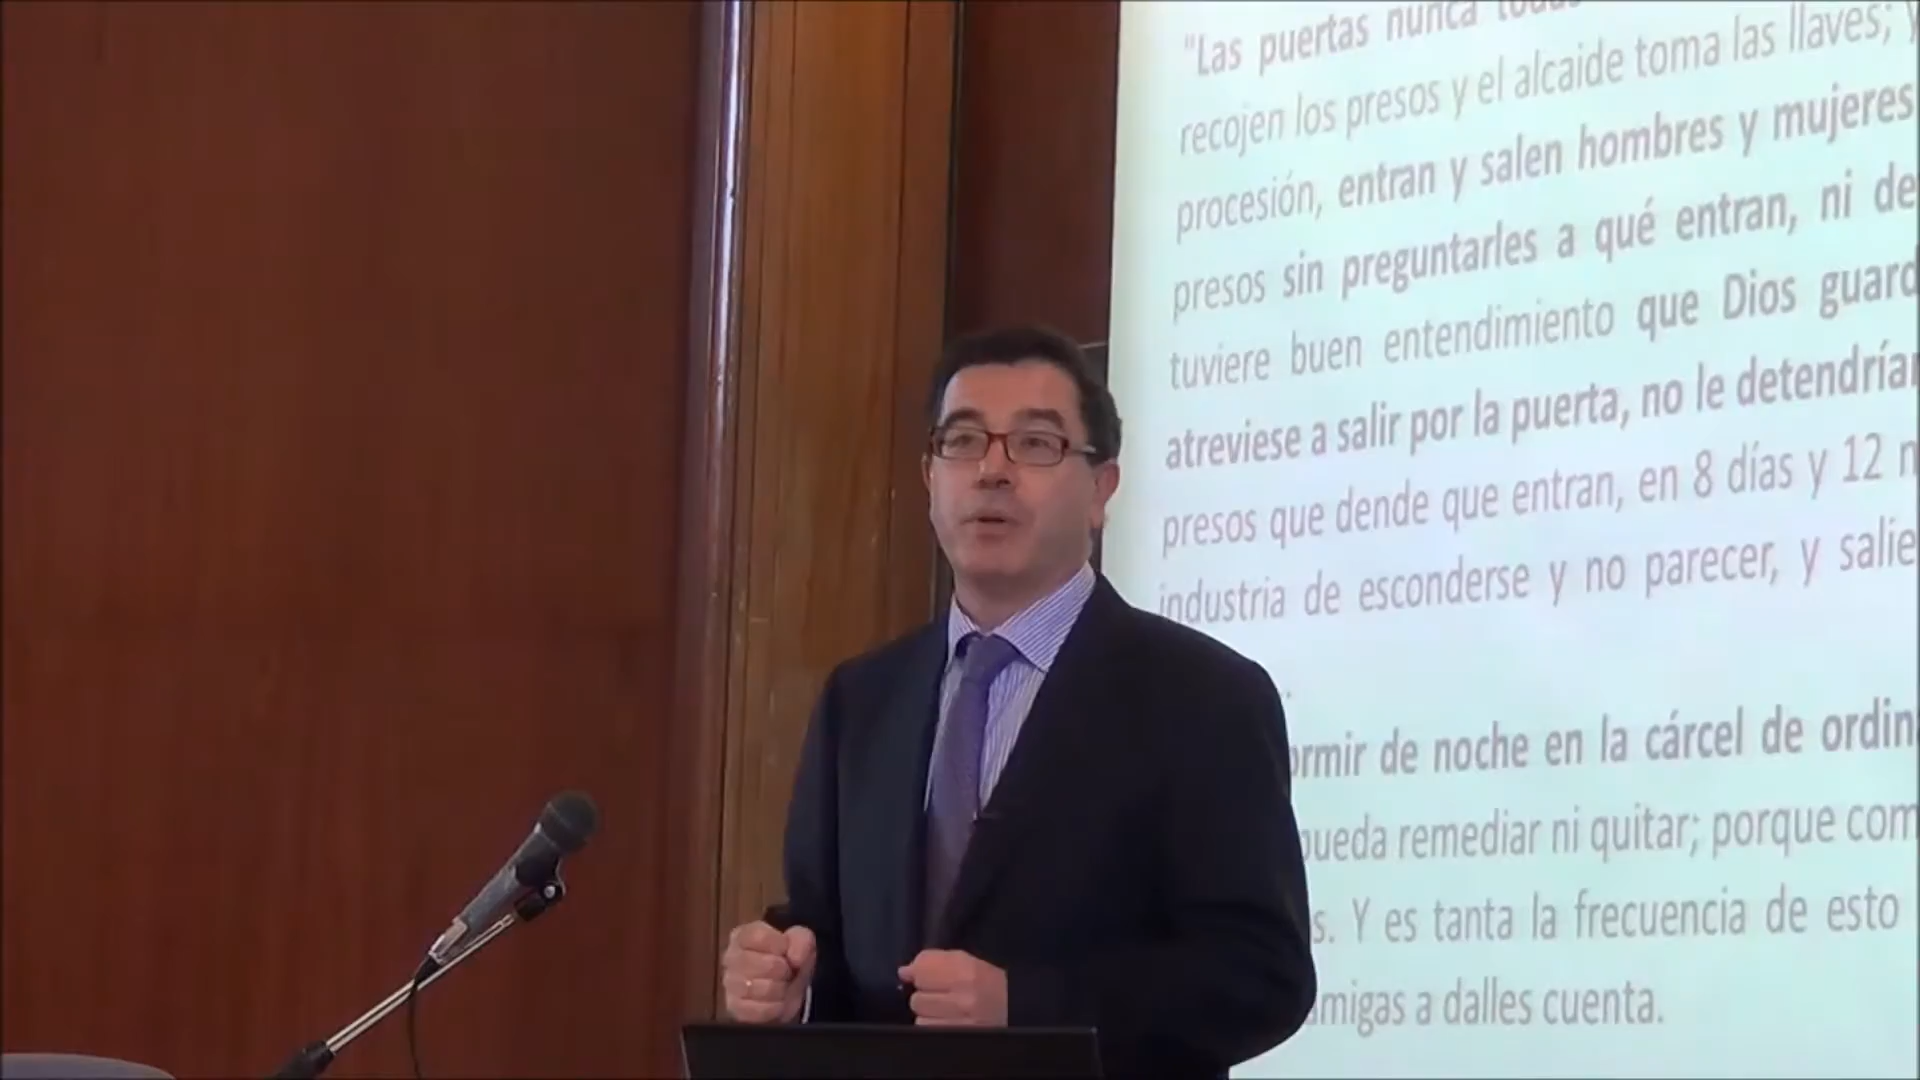 "Las puertas nunca
recojen los presos y el alcaide toma las llaves; y
procesión, entran y salen hombres y mujeres
presos sin preguntarles a qué entran, ni de
tuviere buen entendimiento que Dios guard
atreviese a salir por la puerta, no le detendrían
presos que dende que entran, en 8 días y 12 n
industria de esconderse y no parecer, y salie
ormir de noche en la cárcel de ordin
pueda remediar ni quitar; porque com
s. Y es tanta la frecuencia de esto
amigas a dalles cuenta.